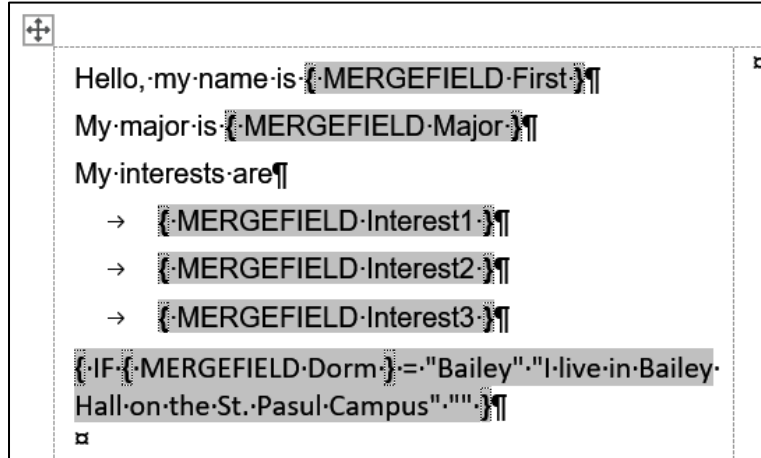 Hello,·my·name·is·{·MERGEFIELD·First·}¶
My·major·is·{·MERGEFIELD·Major·}¶
My·interests·are¶
→ {·MERGEFIELD·Interest1·}¶
→ {·MERGEFIELD·Interest2·}¶
→ {·MERGEFIELD·Interest3·}¶
{·IF·{·MERGEFIELD·Dorm·}·=·"Bailey"·"I·live·in·Bailey·
Hall·on·the·St.·Pasul·Campus"·""·}¶
¤